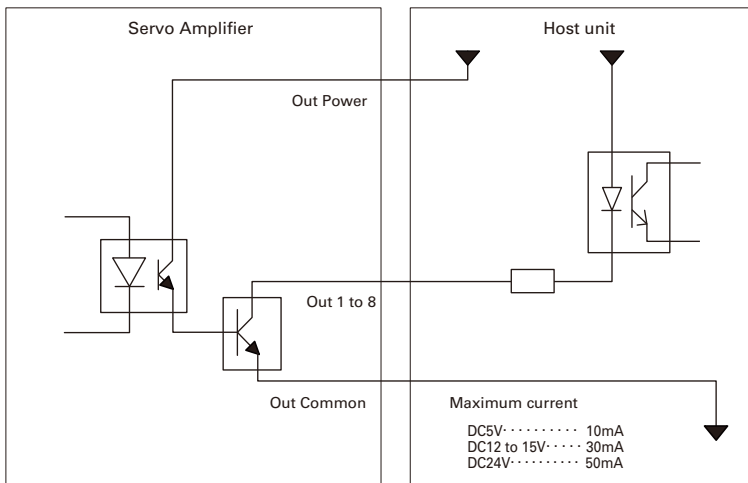 Servo Amplifier
Host unit
Out Power
Out 1 to 8
Out Common
Maximum current
DC5V·········· 10mA
DC12 to 15V····· 30mA
DC24V·········· 50mA